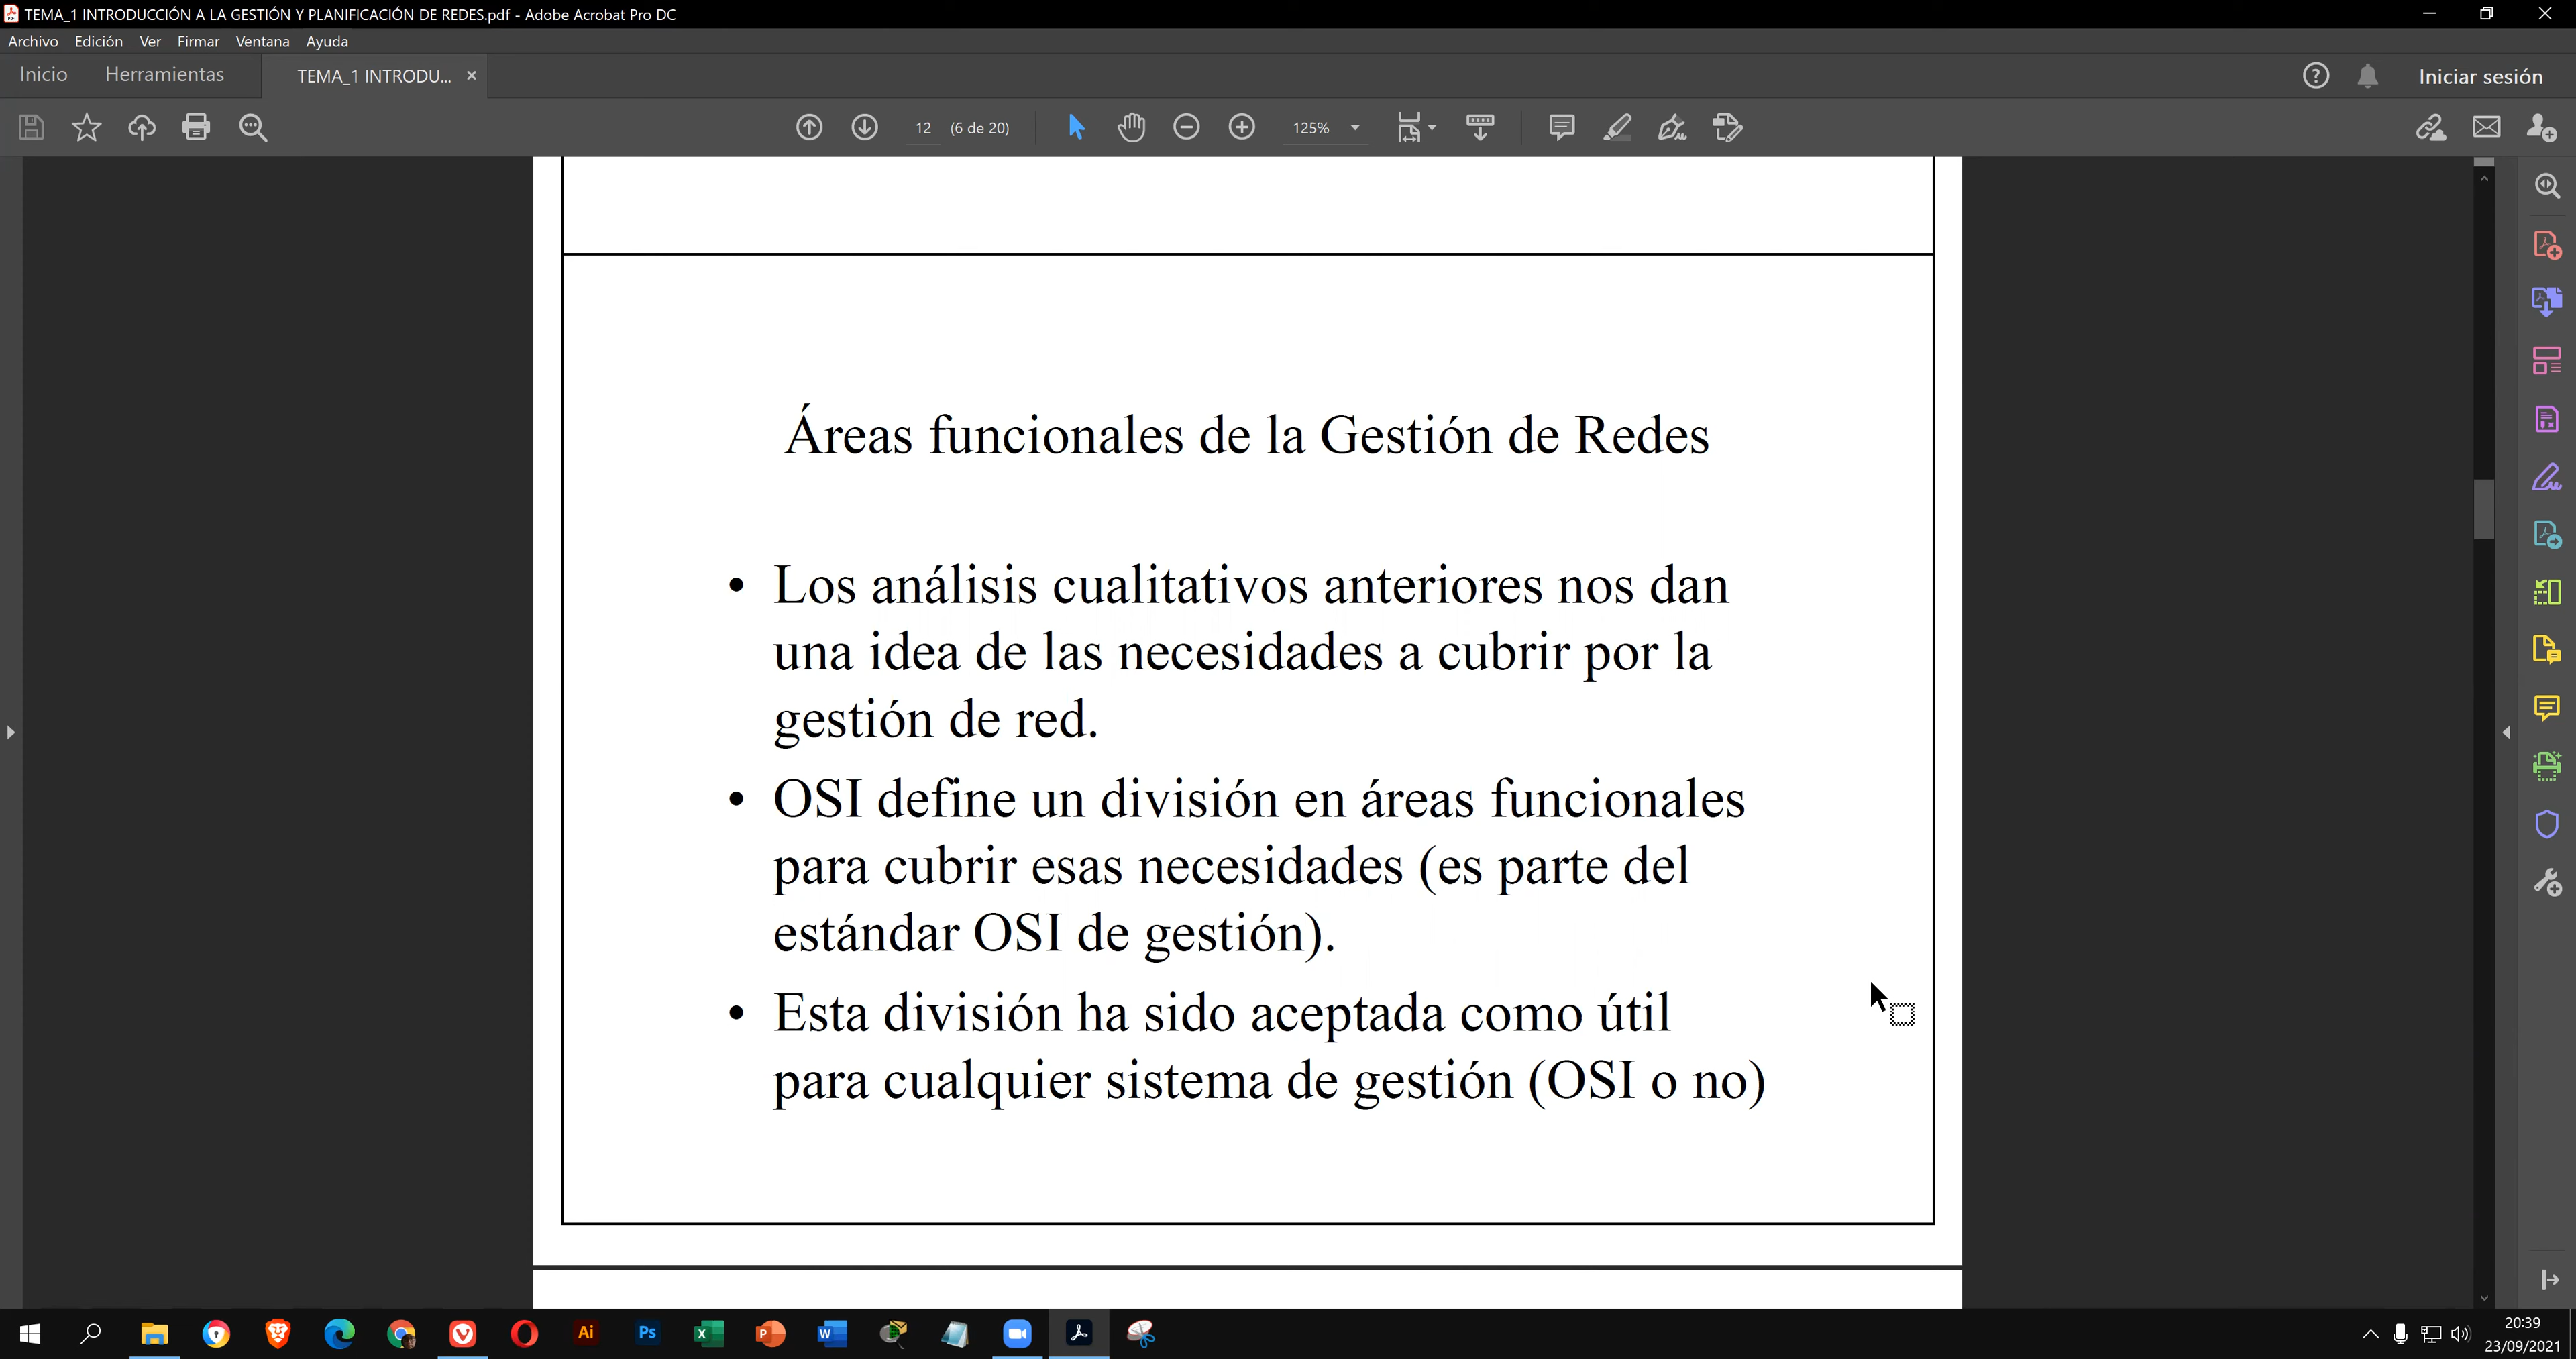 TEMA_1 INTRODUCCIÓN A LA GESTIÓN Y PLANIFICACIÓN DE REDES.pdf - Adobe Acrobat Pro DC
Archivo Edición Ver Firmar Ventana Ayuda
Inicio Herramientas TEMA_1 INTRODU... Iniciar sesión
12 (6 de 20) 125%
Áreas funcionales de la Gestión de Redes
• Los análisis cualitativos anteriores nos dan
una idea de las necesidades a cubrir por la
gestión de red.
• OSI define un división en áreas funcionales
para cubrir esas necesidades (es parte del
estándar OSI de gestión).
• Esta división ha sido aceptada como útil
para cualquier sistema de gestión (OSI o no)
Ai Ps X P W
20:39
23/09/2021